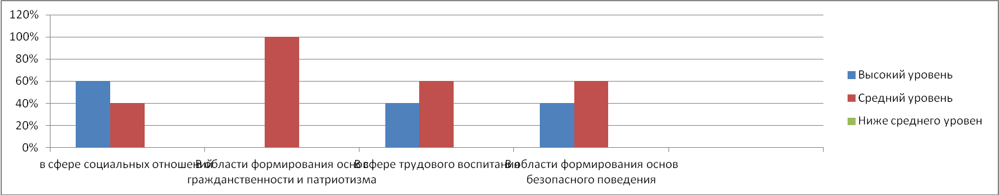 120%
100%
80%
60%
40%
20%
0%
в сфере социальных отношений
В области формирования основ
гражданственности и патриотизма
В сфере трудового воспитания
В области формирования основ
безопасного поведения
Высокий уровень
Средний уровень
Ниже среднего уровен